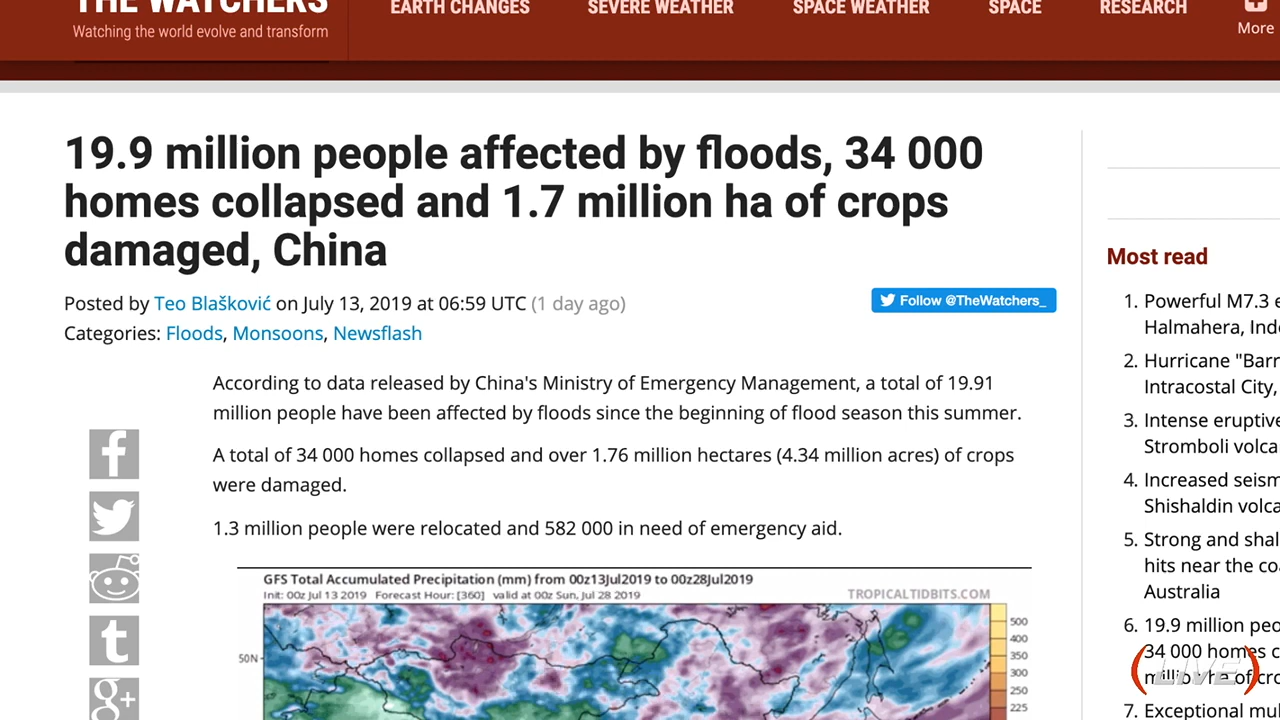 THE WATCHERS
Watching the world evolve and transform
EARTH CHANGES
SEVERE WEATHER
SPACE WEATHER
SPACE
RESEARCH
More
19.9 million people affected by floods, 34 000
homes collapsed and 1.7 million ha of crops
damaged, China
Posted by Teo Blašković on July 13, 2019 at 06:59 UTC (1 day ago)
Follow @TheWatchers_
Categories: Floods, Monsoons, Newsflash
According to data released by China's Ministry of Emergency Management, a total of 19.91
million people have been affected by floods since the beginning of flood season this summer.
A total of 34 000 homes collapsed and over 1.76 million hectares (4.34 million acres) of crops
were damaged.
1.3 million people were relocated and 582 000 in need of emergency aid.
GFS Total Accumulated Precipitation (mm) from 00z13Jul2019 to 00z28Jul2019
Init: 00z Jul 13 2019 Forecast Hour: [360] valid at 00z Sun, Jul 28 2019
TROPICALTIDBITS.COM
50N
500
400
350
300
250
225
Most read
1. Powerful M7.3 e
Halmahera, Indo
2. Hurricane "Barr
Intracostal City,
3. Intense eruptive
Stromboli volca
4. Increased seism
Shishaldin volca
5. Strong and shal
hits near the coa
Australia
6. 19.9 million peo
34 000 homes c
million ha of cro
7. Exceptional mul
(LIVE)